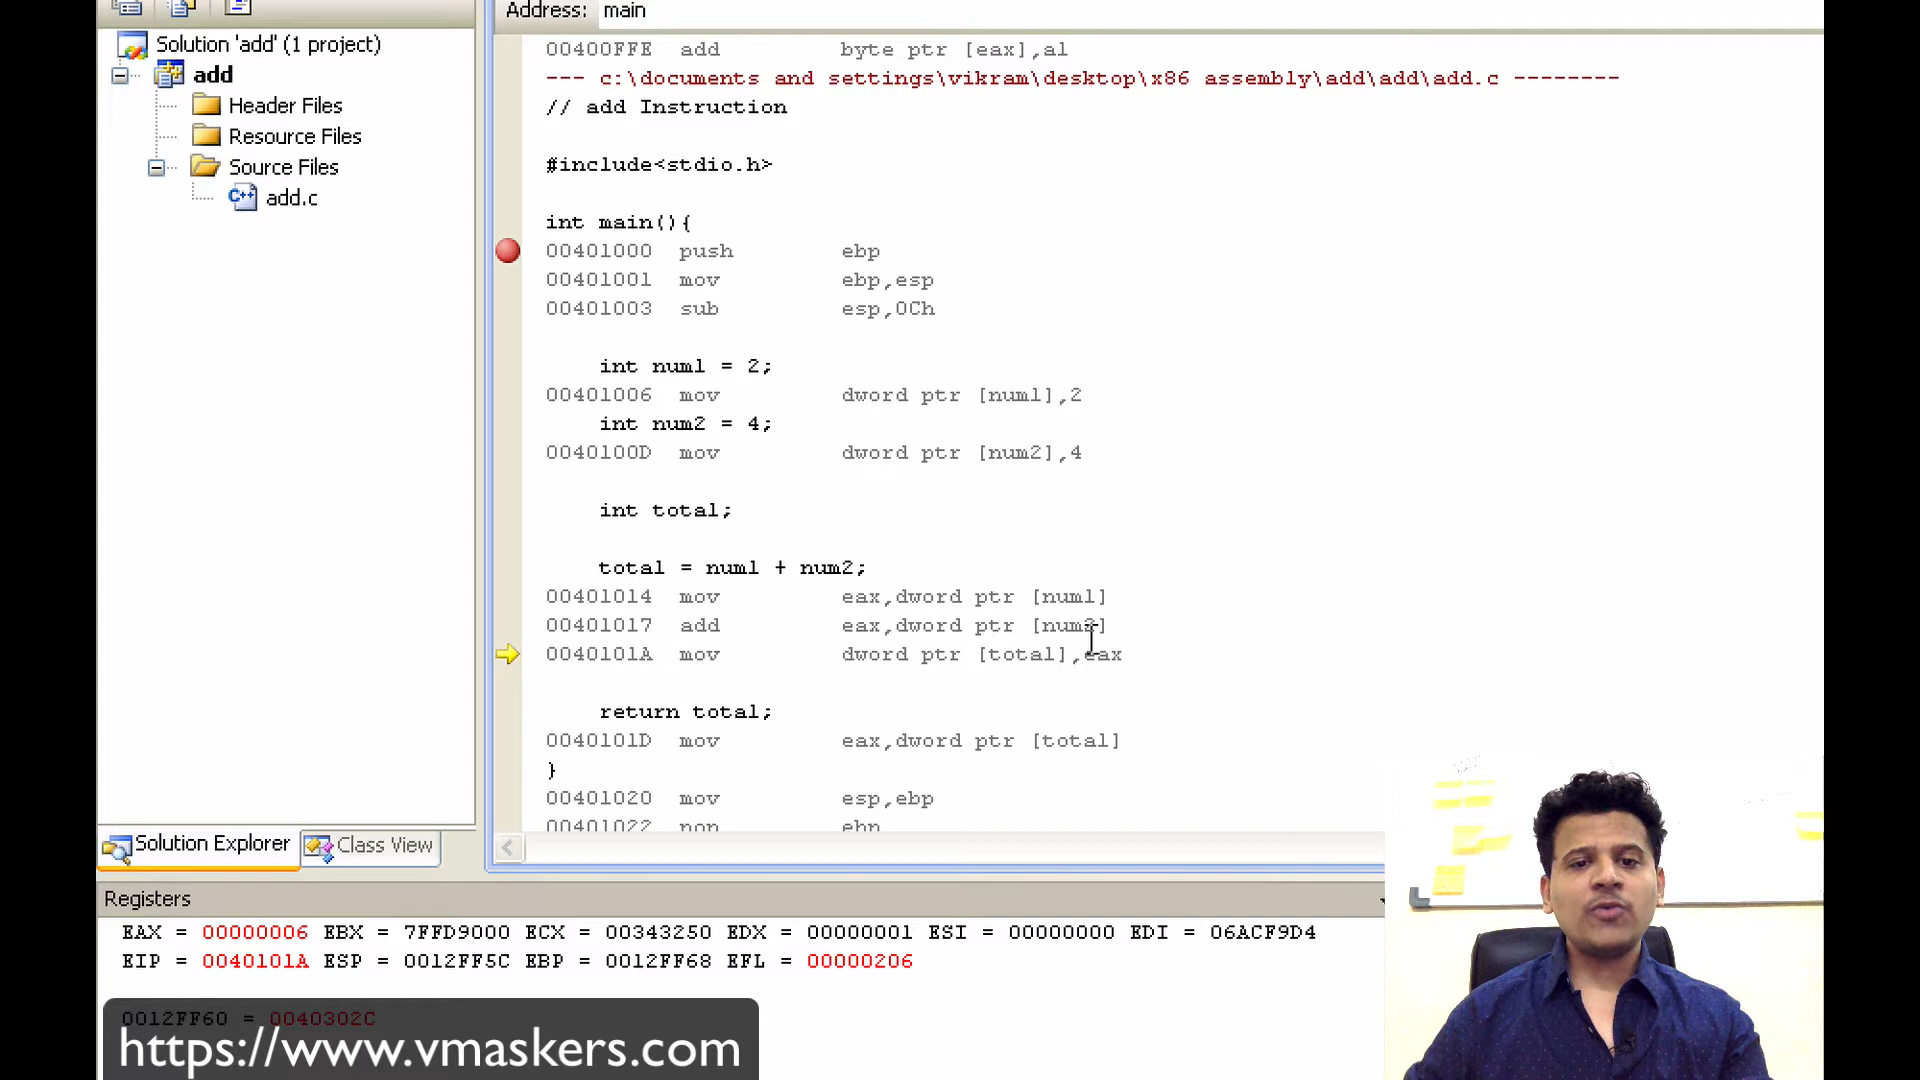 Address: main
Solution 'add' (1 project)
add
Header Files
Resource Files
Source Files
add.c
00400FFE add byte ptr [eax],al
--- c:\documents and settings\vikram\desktop\x86 assembly\add\add\add.c --------
// add Instruction
#include<stdio.h>
int main(){
00401000 push ebp
00401001 mov ebp,esp
00401003 sub esp,0Ch
int num1 = 2;
00401006 mov dword ptr [num1],2
int num2 = 4;
0040100D mov dword ptr [num2],4
int total;
total = num1 + num2;
00401014 mov eax,dword ptr [num1]
00401017 add eax,dword ptr [num2]
0040101A mov dword ptr [total],eax
return total;
0040101D mov eax,dword ptr [total]
}
00401020 mov esp,ebp
00401022 pop ebp
Solution Explorer
Class View
Registers
EAX = 00000006 EBX = 7FFD9000 ECX = 00343250 EDX = 00000001 ESI = 00000000 EDI = 06ACF9D4
EIP = 0040101A ESP = 0012FF5C EBP = 0012FF68 EFL = 00000206
0012FF60 = 0040302C
https://www.vmaskers.com